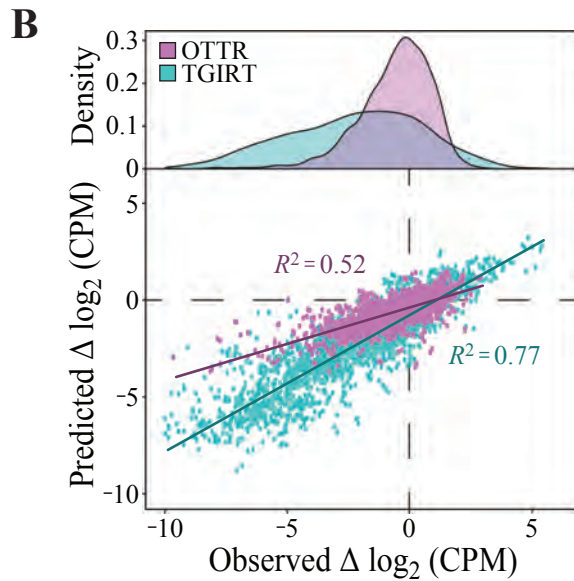 B
Density
0.3
0.2
0.1
0
OTTR
TGIRT
Predicted Δ log₂ (CPM)
5
0
−5
−10
R² = 0.52
R² = 0.77
−10 −5 0 5
Observed Δ log₂ (CPM)